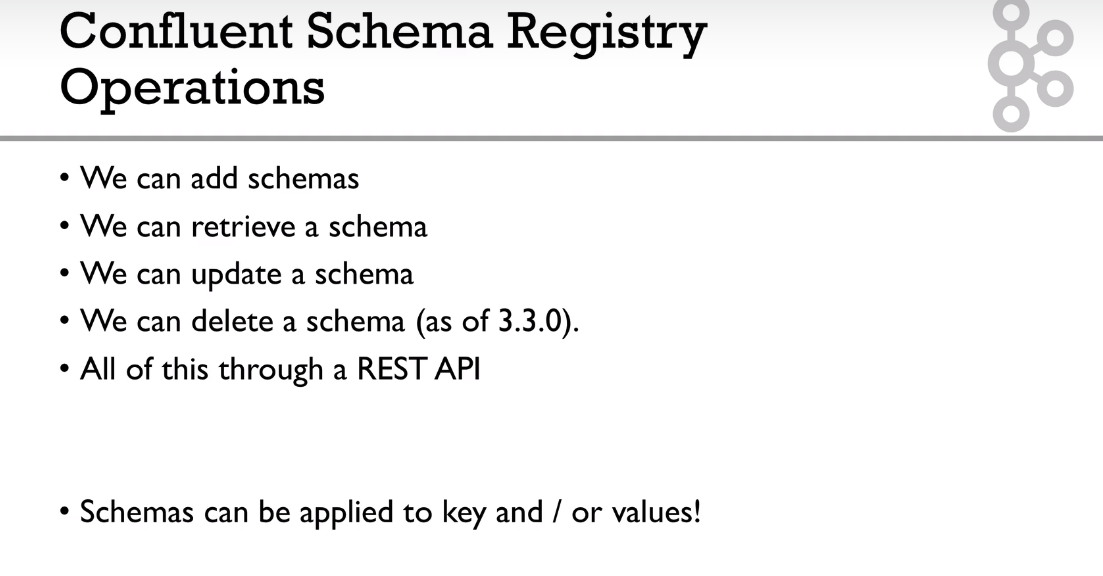 Confluent Schema Registry
Operations
• We can add schemas
• We can retrieve a schema
• We can update a schema
• We can delete a schema (as of 3.3.0).
• All of this through a REST API
• Schemas can be applied to key and / or values!